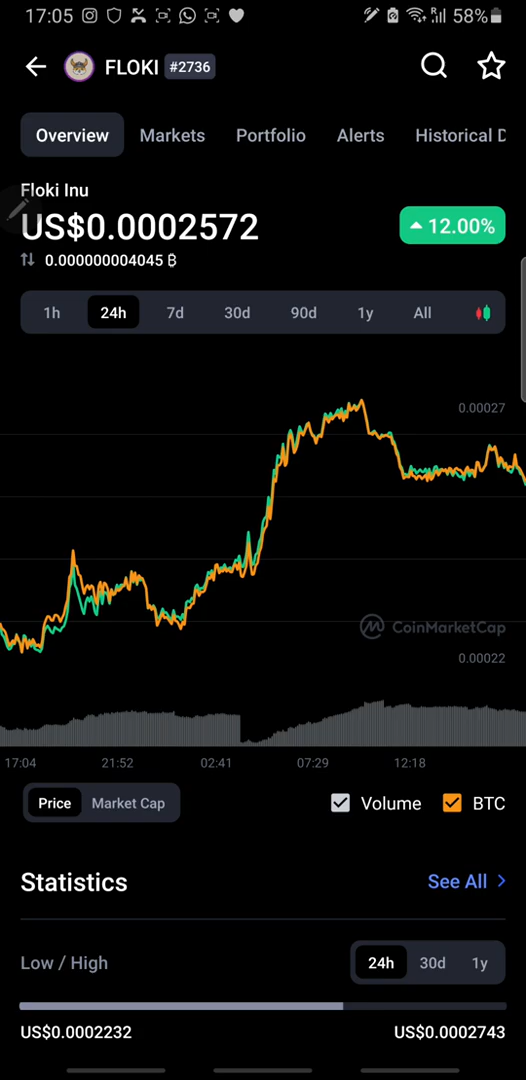 17:05 58%
FLOKI #2736
Overview Markets Portfolio Alerts Historical D
Floki Inu
US$0.0002572 12.00%
0.000000004045 ₿
1h 24h 7d 30d 90d 1y All
0.00027
CoinMarketCap
0.00022
17:04 21:52 02:41 07:29 12:18
Price Market Cap Volume BTC
Statistics See All
Low / High 24h 30d 1y
US$0.0002232 US$0.0002743